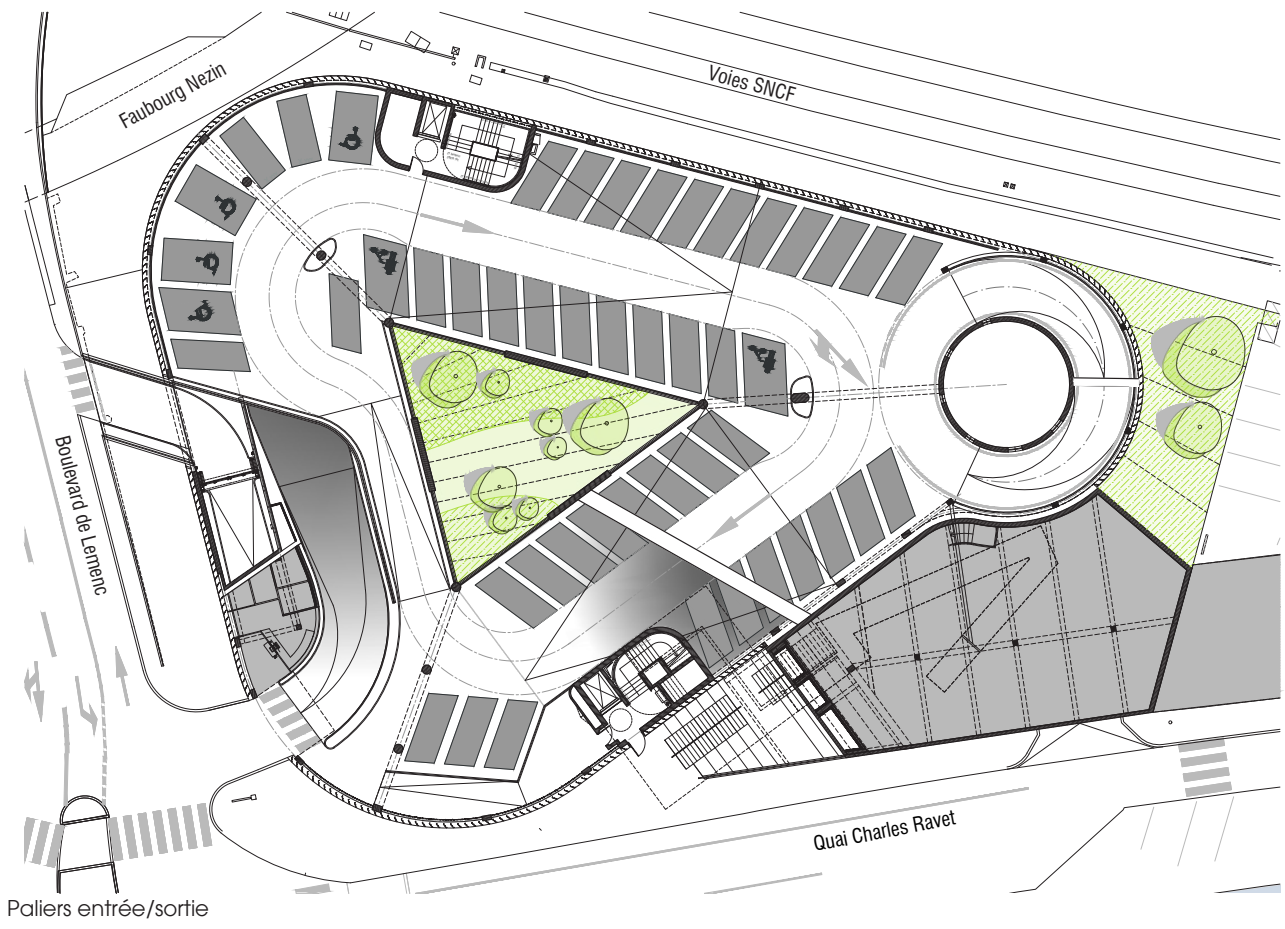 Faubourg Nezin
Voies SNCF
Boulevard de Lemenc
Quai Charles Ravet
Paliers entrée/sortie